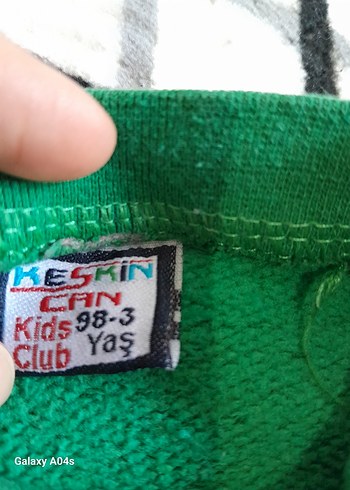 KESKİN
CAN
Kids 98-3
Club Yaş
Galaxy A04s